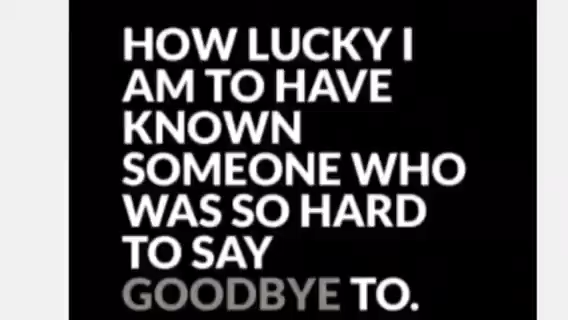 HOW LUCKY I
AM TO HAVE
KNOWN
SOMEONE WHO
WAS SO HARD
TO SAY
GOODBYE TO.